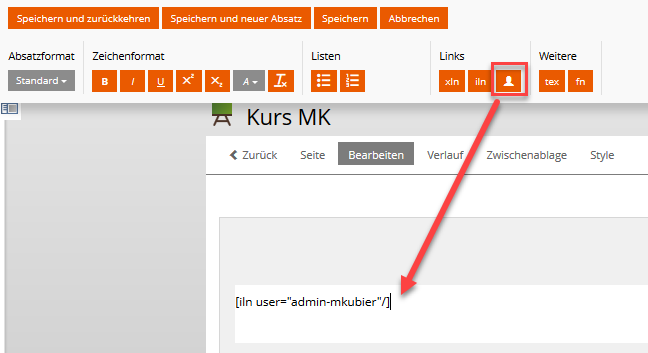 Speichern und zurückkehren Speichern und neuer Absatz Speichern Abbrechen
Absatzformat Zeichenformat Listen Links Weitere
Standard B I U x² x₂ A Tx xln iln tex fn
Kurs MK
Zurück Seite Bearbeiten Verlauf Zwischenablage Style
[iln user="admin-mkubier"/]